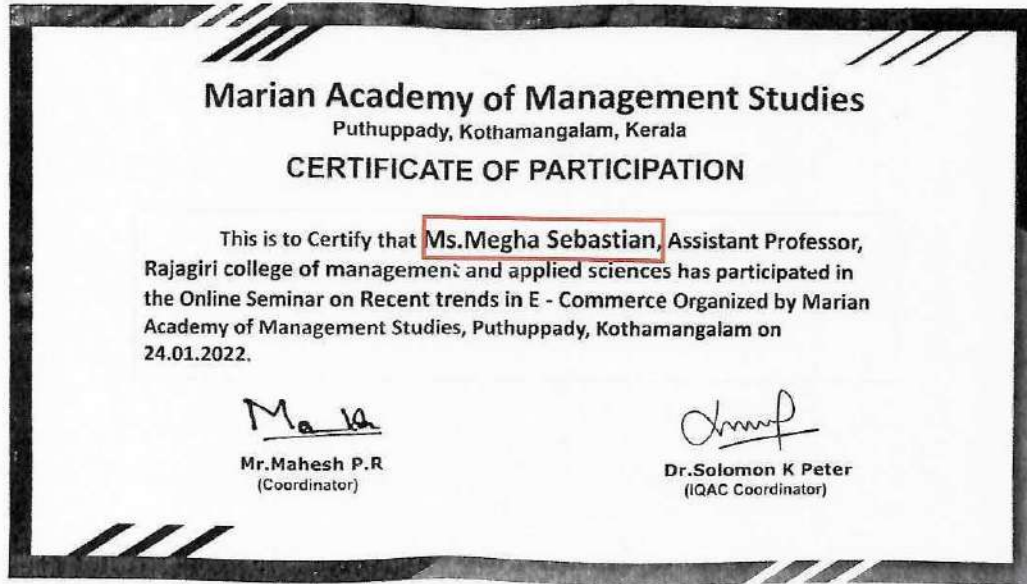 Marian Academy of Management Studies
Puthuppady, Kothamangalam, Kerala
CERTIFICATE OF PARTICIPATION
This is to Certify that Ms.Megha Sebastian, Assistant Professor,
Rajagiri college of management and applied sciences has participated in
the Online Seminar on Recent trends in E - Commerce Organized by Marian
Academy of Management Studies, Puthuppady, Kothamangalam on
24.01.2022.
Mr.Mahesh P.R
(Coordinator)
Dr.Solomon K Peter
(IQAC Coordinator)